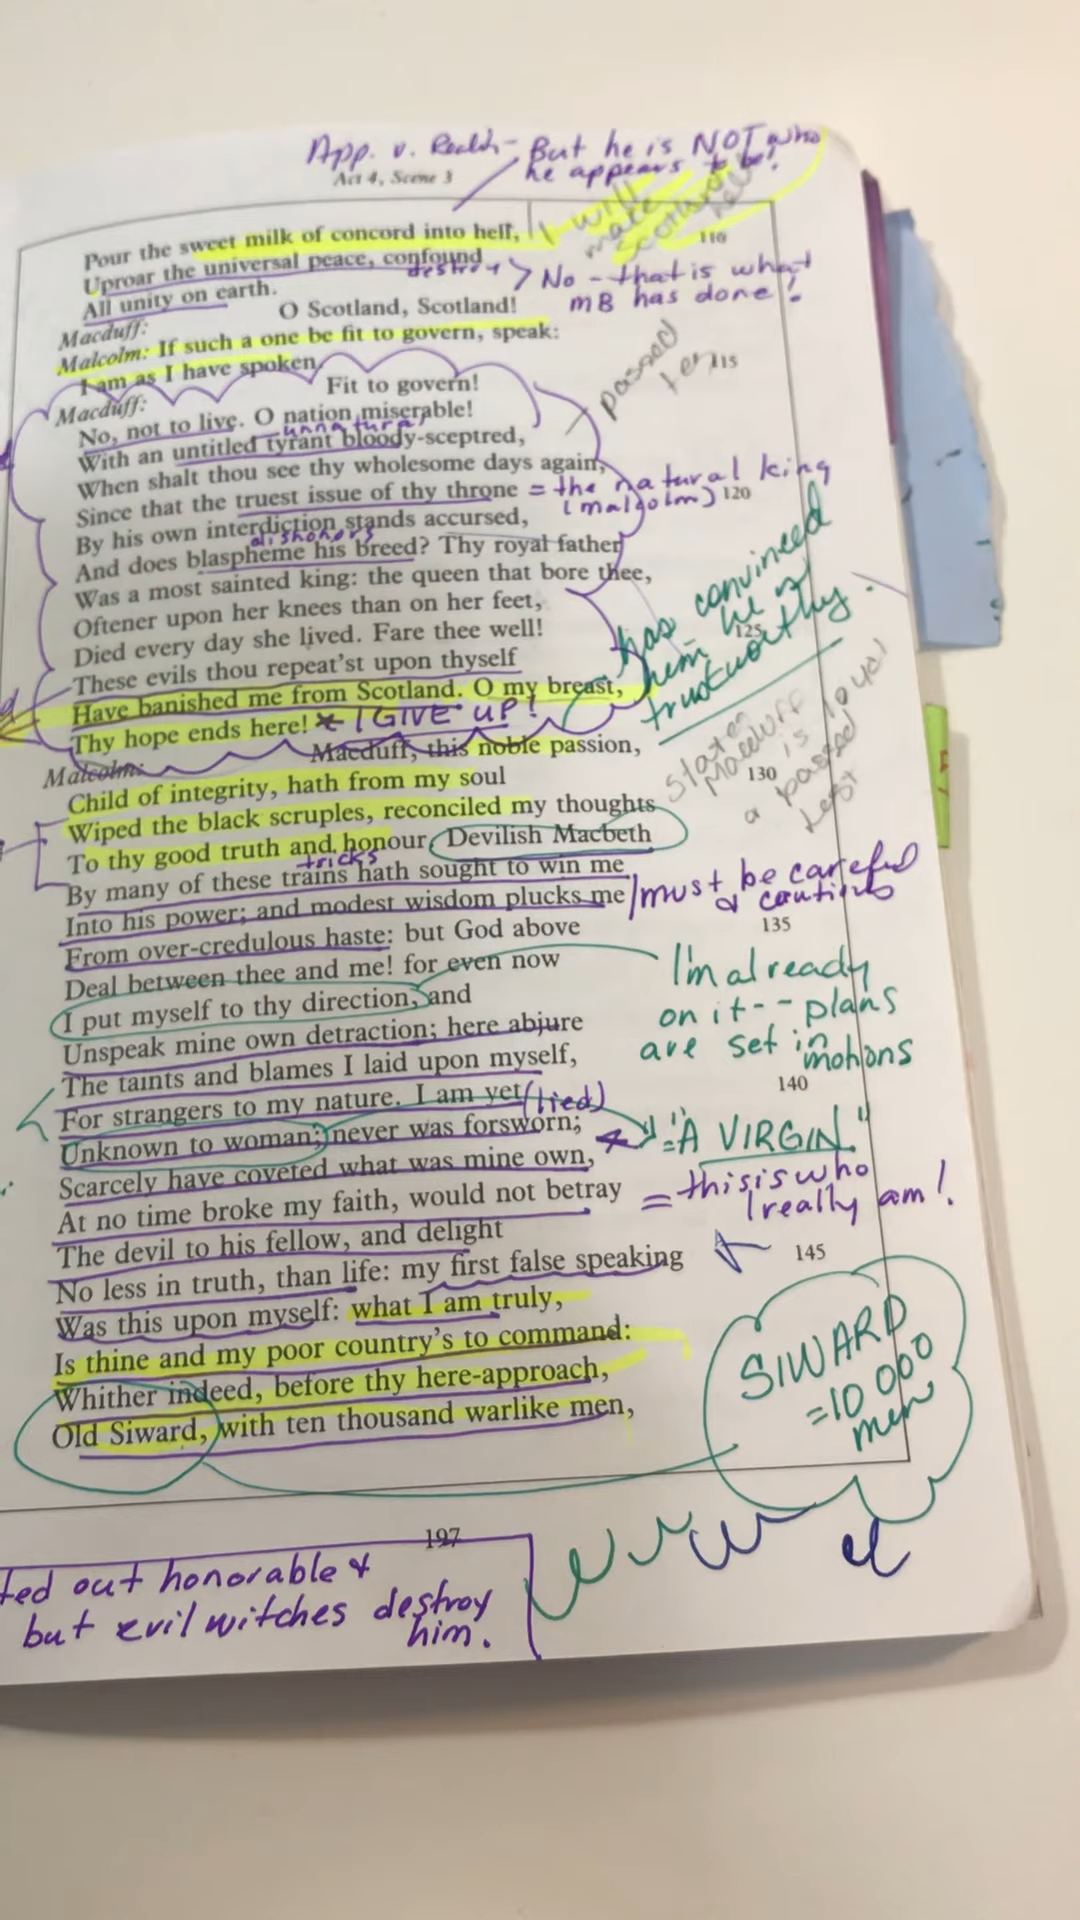 App. v. Reality - But he is NOT who
he appears to be!
Act 4, Scene 3
Pour the sweet milk of concord into hell,
I will
make
Scotland
hell
110
Uproar the universal peace, confound
destroy > No - that is what
MB has done!
All unity on earth.
Macduff: O Scotland, Scotland!
Malcolm: If such a one be fit to govern, speak:
I am as I have spoken.
passed
115
Macduff: Fit to govern!
No, not to live. O nation miserable!
unnatural
With an untitled tyrant bloody-sceptred,
When shalt thou see thy wholesome days again,
Since that the truest issue of thy throne = the natural king
(malcolm) 120
By his own interdiction stands accursed,
dishonors
And does blaspheme his breed? Thy royal father
Was a most sainted king: the queen that bore thee,
Oftener upon her knees than on her feet,
Died every day she lived. Fare thee well!
125
has convinced
him he is
trustworthy.
These evils thou repeat'st upon thyself
Have banished me from Scotland. O my breast,
Thy hope ends here! * I GIVE UP!
Malcolm: Macduff, this noble passion,
Child of integrity, hath from my soul
130
states
Macduff
is loyal
a passed
test
Wiped the black scruples, reconciled my thoughts
To thy good truth and honour. Devilish Macbeth
tricks
By many of these trains hath sought to win me
Into his power; and modest wisdom plucks me / must be careful
& cautious
From over-credulous haste: but God above
135
Deal between thee and me! for even now
I put myself to thy direction, and
I'm already
on it -- plans
are set in
motions
Unspeak mine own detraction; here abjure
The taints and blames I laid upon myself,
140
For strangers to my nature. I am yet (lied)
Unknown to woman; never was forsworn;
= "A VIRGIN"
Scarcely have coveted what was mine own,
At no time broke my faith, would not betray
= this is who
I really am!
The devil to his fellow, and delight
No less in truth, than life: my first false speaking
145
Was this upon myself: what I am truly,
Is thine and my poor country's to command:
Whither indeed, before thy here-approach,
Old Siward, with ten thousand warlike men,
SIWARD
= 10 000
men
197
ted out honorable &
but evil witches destroy
him.